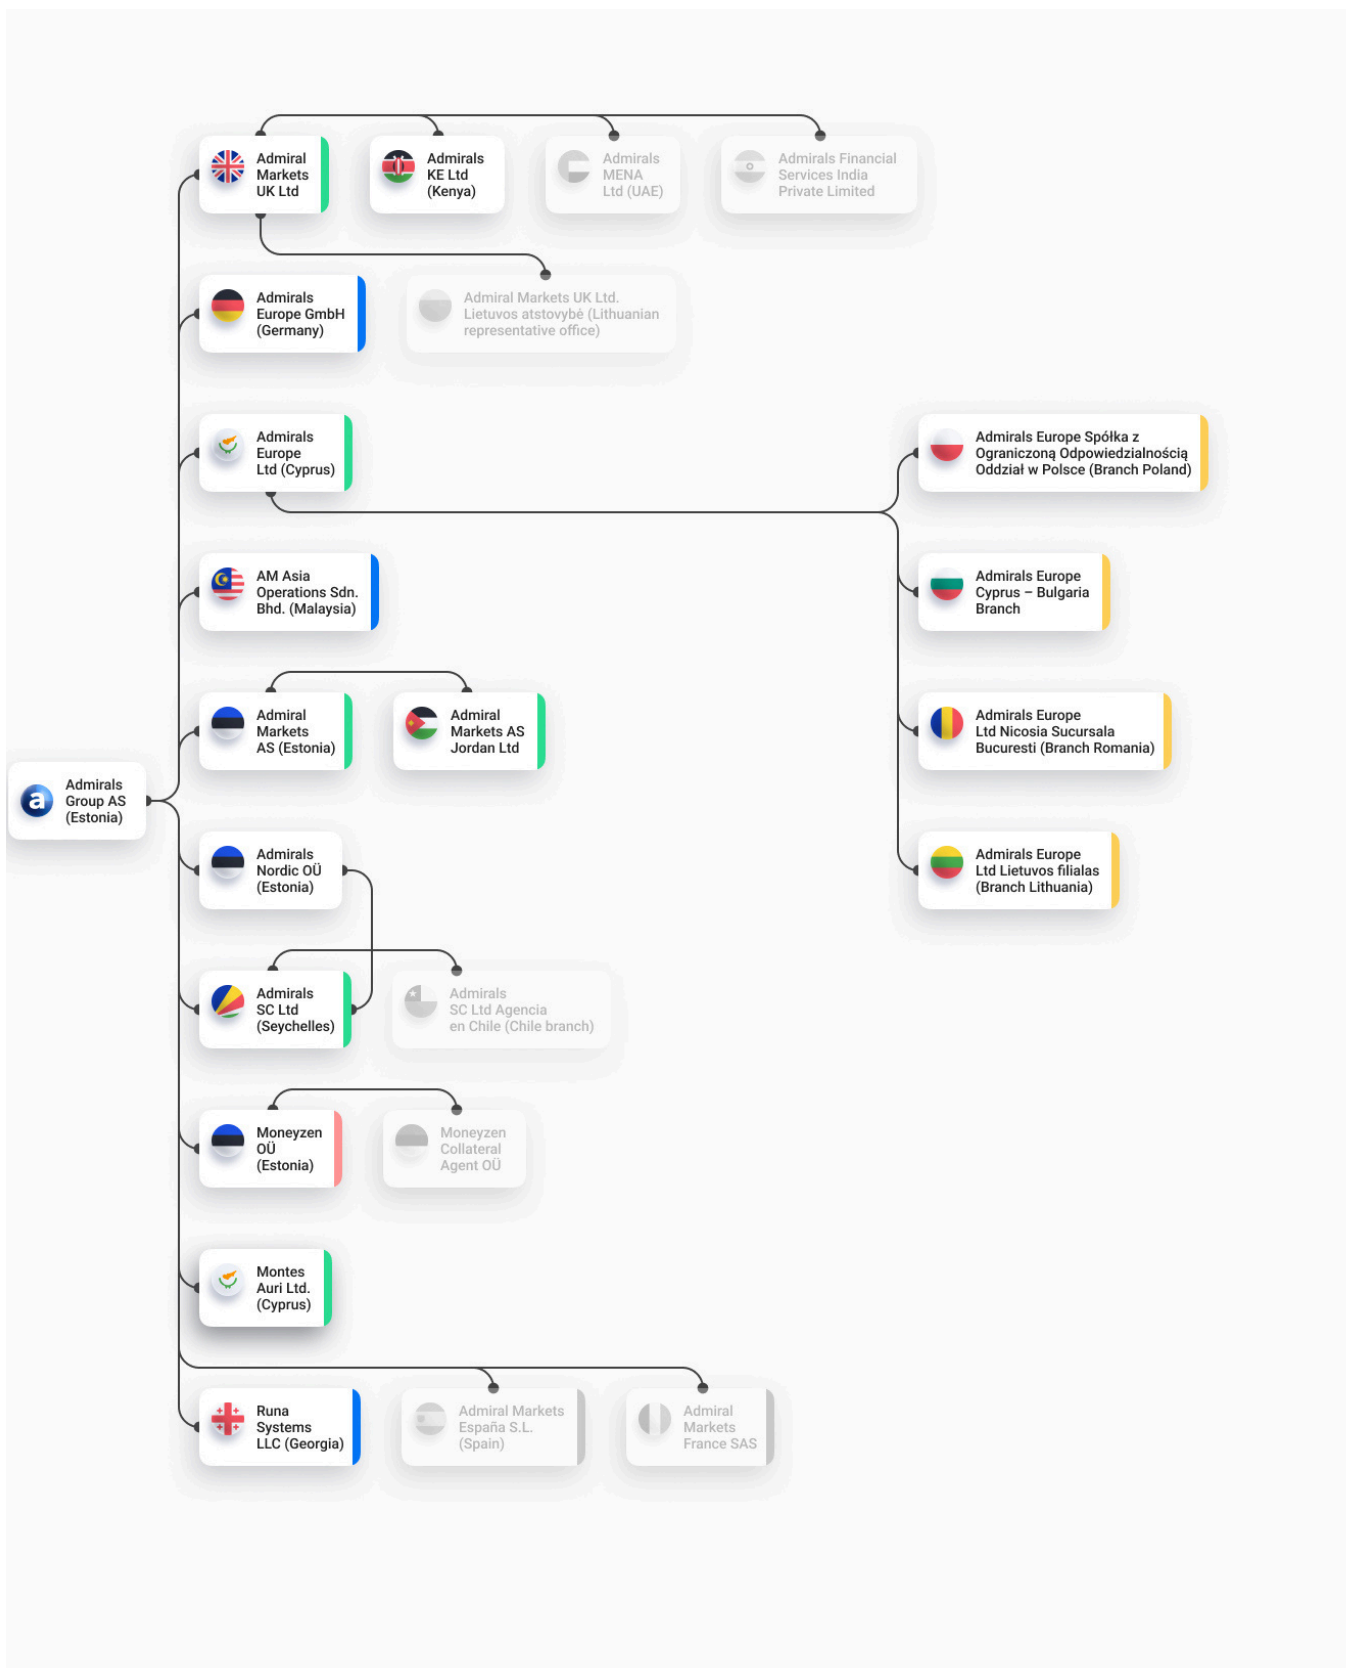 Admiral
Markets
UK Ltd
Admirals
KE Ltd
(Kenya)
Admirals
MENA
Ltd (UAE)
Admirals Financial
Services India
Private Limited
Admirals
Europe GmbH
(Germany)
Admiral Markets UK Ltd.
Lietuvos atstovybė (Lithuanian
representative office)
Admirals
Europe
Ltd (Cyprus)
Admirals Europe Spółka z
Ograniczoną Odpowiedzialnością
Oddział w Polsce (Branch Poland)
AM Asia
Operations Sdn.
Bhd. (Malaysia)
Admirals Europe
Cyprus – Bulgaria
Branch
Admiral
Markets
AS (Estonia)
Admiral
Markets AS
Jordan Ltd
Admirals Europe
Ltd Nicosia Sucursala
Bucuresti (Branch Romania)
a
Admirals
Group AS
(Estonia)
Admirals
Nordic OÜ
(Estonia)
Admirals Europe
Ltd Lietuvos filialas
(Branch Lithuania)
Admirals
SC Ltd
(Seychelles)
Admirals
SC Ltd Agencia
en Chile (Chile branch)
Moneyzen
OÜ
(Estonia)
Moneyzen
Collateral
Agent OÜ
Montes
Auri Ltd.
(Cyprus)
Runa
Systems
LLC (Georgia)
Admiral Markets
España S.L.
(Spain)
Admiral
Markets
France SAS